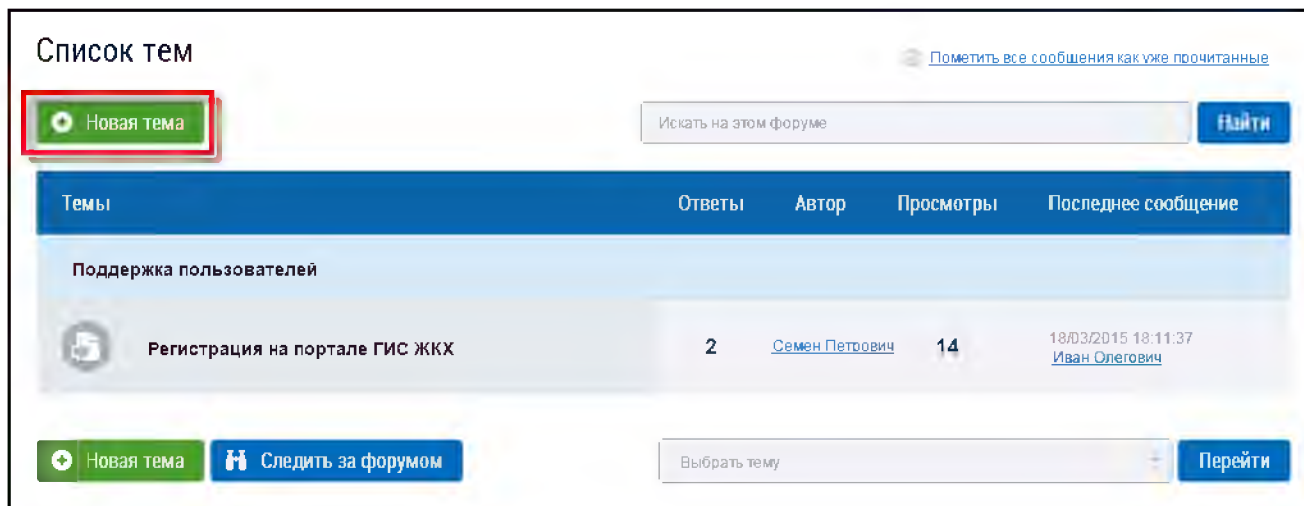 Список тем
Пометить все сообщения как уже прочитанные
Новая тема
Искать на этом форуме
Найти
Темы Ответы Автор Просмотры Последнее сообщение
Поддержка пользователей
Регистрация на портале ГИС ЖКХ 2 Семен Петрович 14 18/03/2015 18:11:37
Иван Олегович
Новая тема
Следить за форумом
Выбрать тему
Перейти